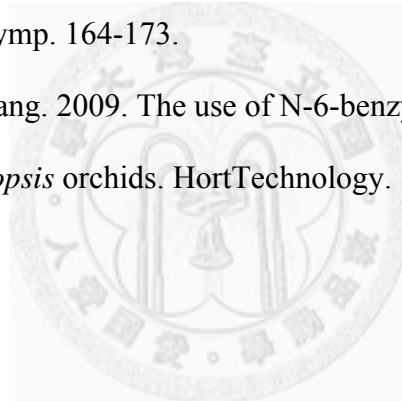 ymp. 164-173.
ang. 2009. The use of N-6-benzy
opsis orchids. HortTechnology.